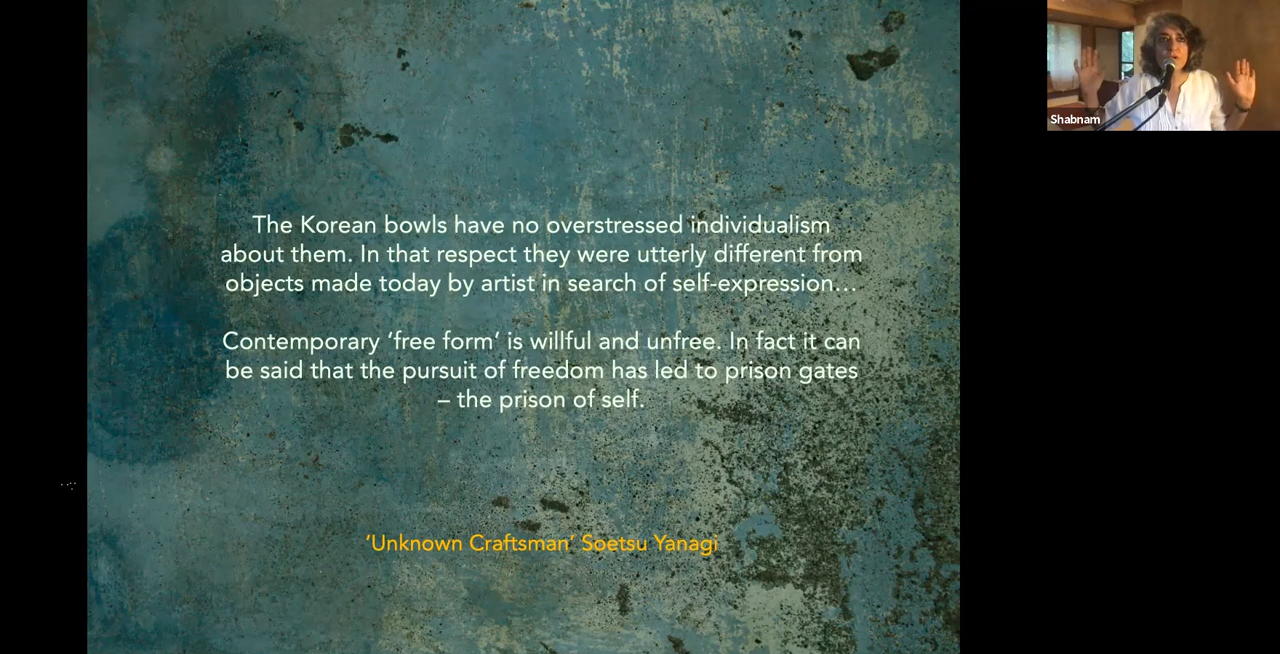 The Korean bowls have no overstressed individualism
about them. In that respect they were utterly different from
objects made today by artist in search of self-expression…
Contemporary ‘free form’ is willful and unfree. In fact it can
be said that the pursuit of freedom has led to prison gates
– the prison of self.
‘Unknown Craftsman’ Soetsu Yanagi
Shabnam